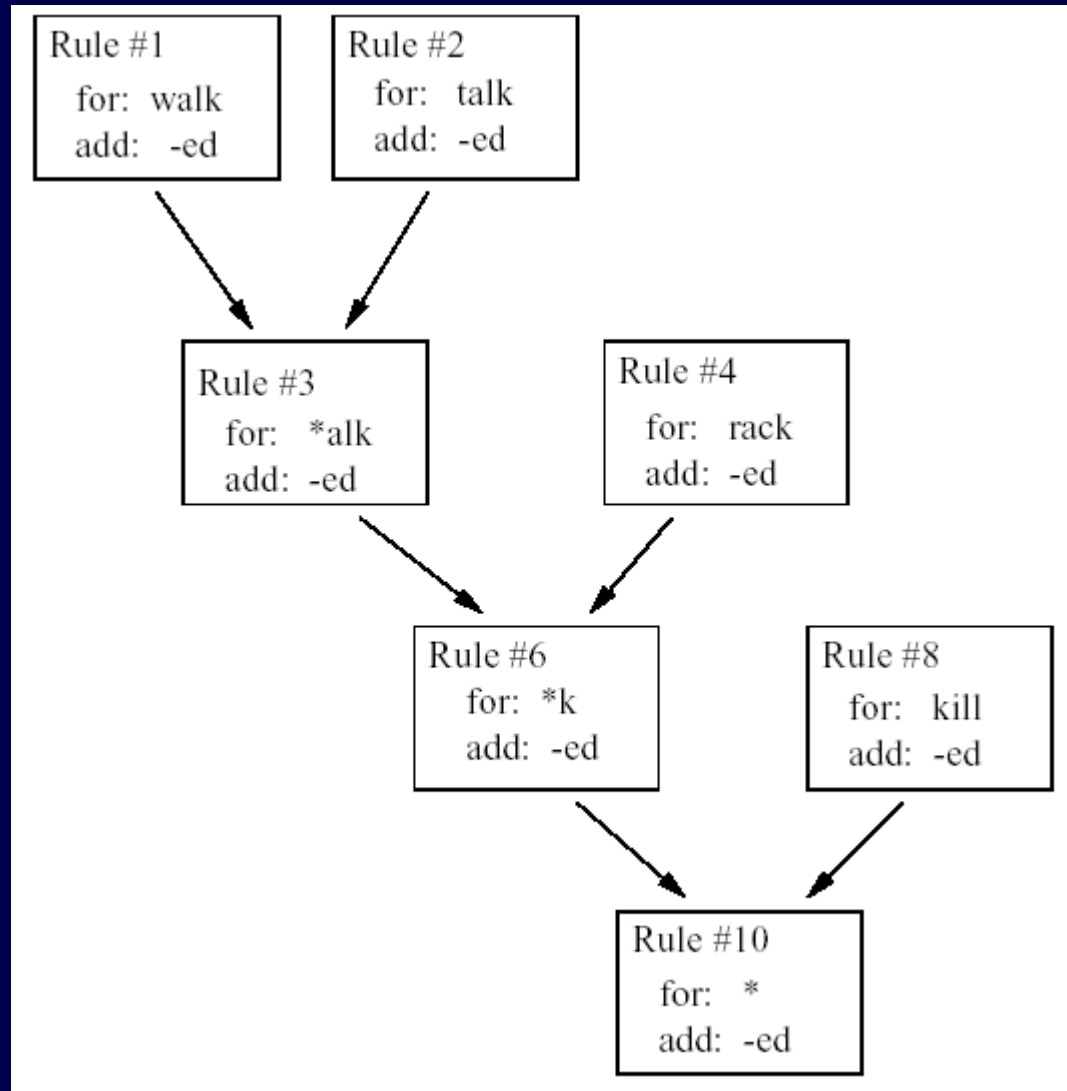 Rule #1
for: walk
add: -ed
Rule #2
for: talk
add: -ed
Rule #3
for: *alk
add: -ed
Rule #4
for: rack
add: -ed
Rule #6
for: *k
add: -ed
Rule #8
for: kill
add: -ed
Rule #10
for: *
add: -ed